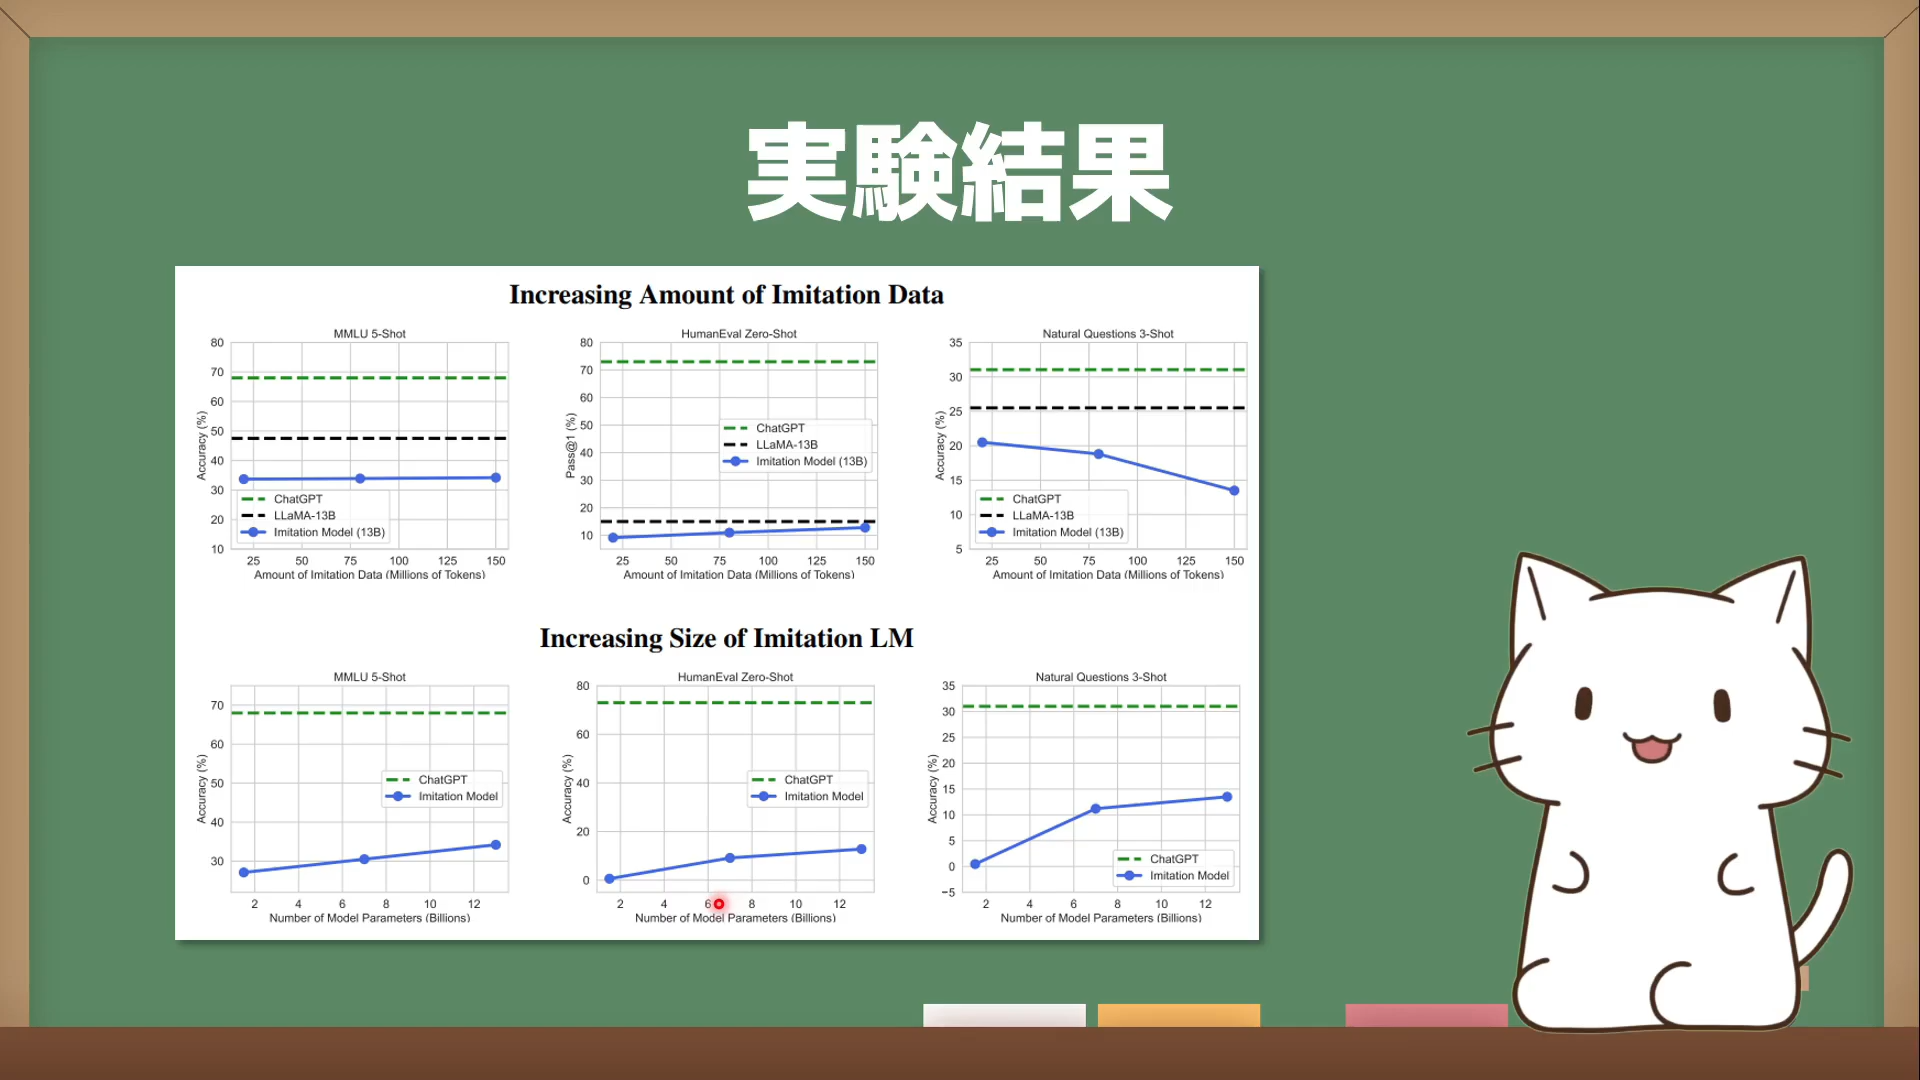 実験結果
Increasing Amount of Imitation Data
MMLU 5-Shot
80
70
60
50
40
30
20
10
Accuracy (%)
ChatGPT
LLaMA-13B
Imitation Model (13B)
25 50 75 100 125 150
Amount of Imitation Data (Millions of Tokens)
HumanEval Zero-Shot
80
70
60
50
40
30
20
10
Pass@1 (%)
ChatGPT
LLaMA-13B
Imitation Model (13B)
25 50 75 100 125 150
Amount of Imitation Data (Millions of Tokens)
Natural Questions 3-Shot
35
30
25
20
15
10
5
Accuracy (%)
ChatGPT
LLaMA-13B
Imitation Model (13B)
25 50 75 100 125 150
Amount of Imitation Data (Millions of Tokens)
Increasing Size of Imitation LM
MMLU 5-Shot
70
60
50
40
30
Accuracy (%)
ChatGPT
Imitation Model
2 4 6 8 10 12
Number of Model Parameters (Billions)
HumanEval Zero-Shot
80
60
40
20
0
Accuracy (%)
ChatGPT
Imitation Model
2 4 6 8 10 12
Number of Model Parameters (Billions)
Natural Questions 3-Shot
35
30
25
20
15
10
5
0
−5
Accuracy (%)
ChatGPT
Imitation Model
2 4 6 8 10 12
Number of Model Parameters (Billions)